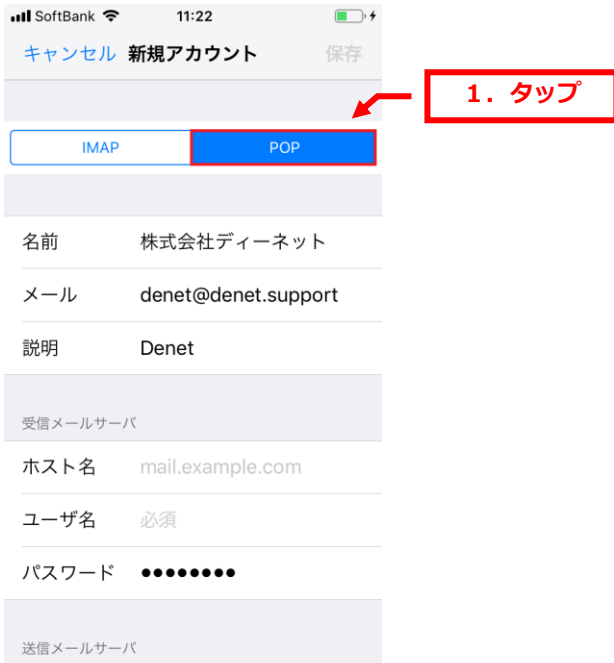 SoftBank 11:22
キャンセル 新規アカウント 保存
1．タップ
IMAP POP
名前 株式会社ディーネット
メール denet@denet.support
説明 Denet
受信メールサーバ
ホスト名 mail.example.com
ユーザ名 必須
パスワード ●●●●●●●●
送信メールサーバ